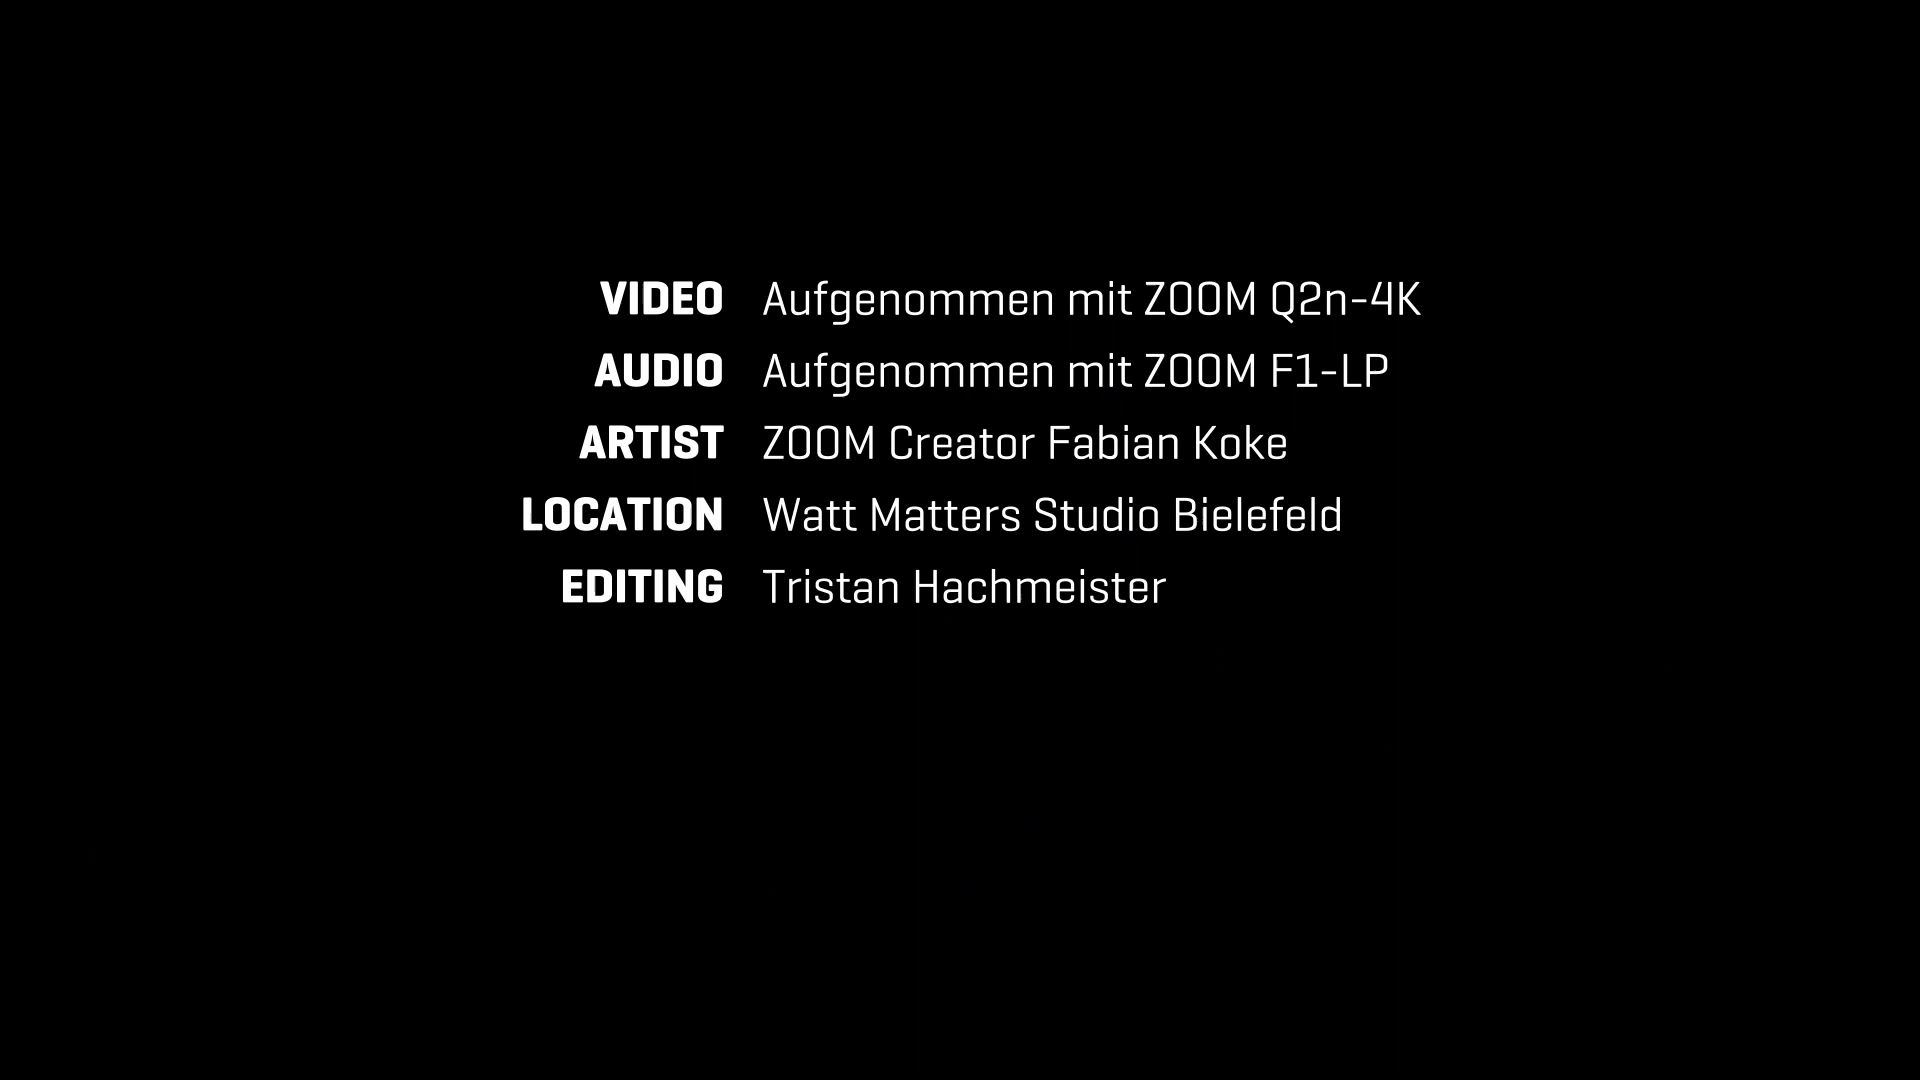 VIDEO Aufgenommen mit ZOOM Q2n-4K
AUDIO Aufgenommen mit ZOOM F1-LP
ARTIST ZOOM Creator Fabian Koke
LOCATION Watt Matters Studio Bielefeld
EDITING Tristan Hachmeister